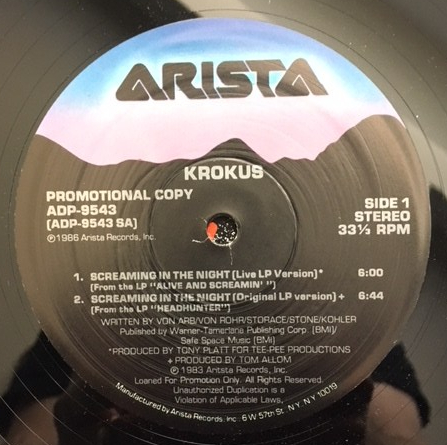 ARISTA
KROKUS
PROMOTIONAL COPY
ADP-9543
(ADP-9543 SA)
℗1986 Arista Records, Inc.
SIDE 1
STEREO
33⅓ RPM
1. SCREAMING IN THE NIGHT (Live LP Version)* 6:00
(From the LP "ALIVE AND SCREAMIN' ")
2. SCREAMING IN THE NIGHT (Original LP version) + 6:44
(From the LP "HEADHUNTER")
WRITTEN BY VON ARB/VON ROHR/STORACE/STONE/KOHLER
Published by Warner-Tamerlane Publishing Corp. (BMI)/
Safe Space Music (BMI)
*PRODUCED BY TONY PLATT FOR TEE-PEE PRODUCTIONS
+ PRODUCED BY TOM ALLOM
℗ 1983 Arista Records, Inc.
Loaned For Promotion Only. All Rights Reserved.
Unauthorized Duplication is a
Violation of Applicable Laws,
Manufactured by Arista Records, Inc. 6 W 57th St. N.Y. N.Y. 10019